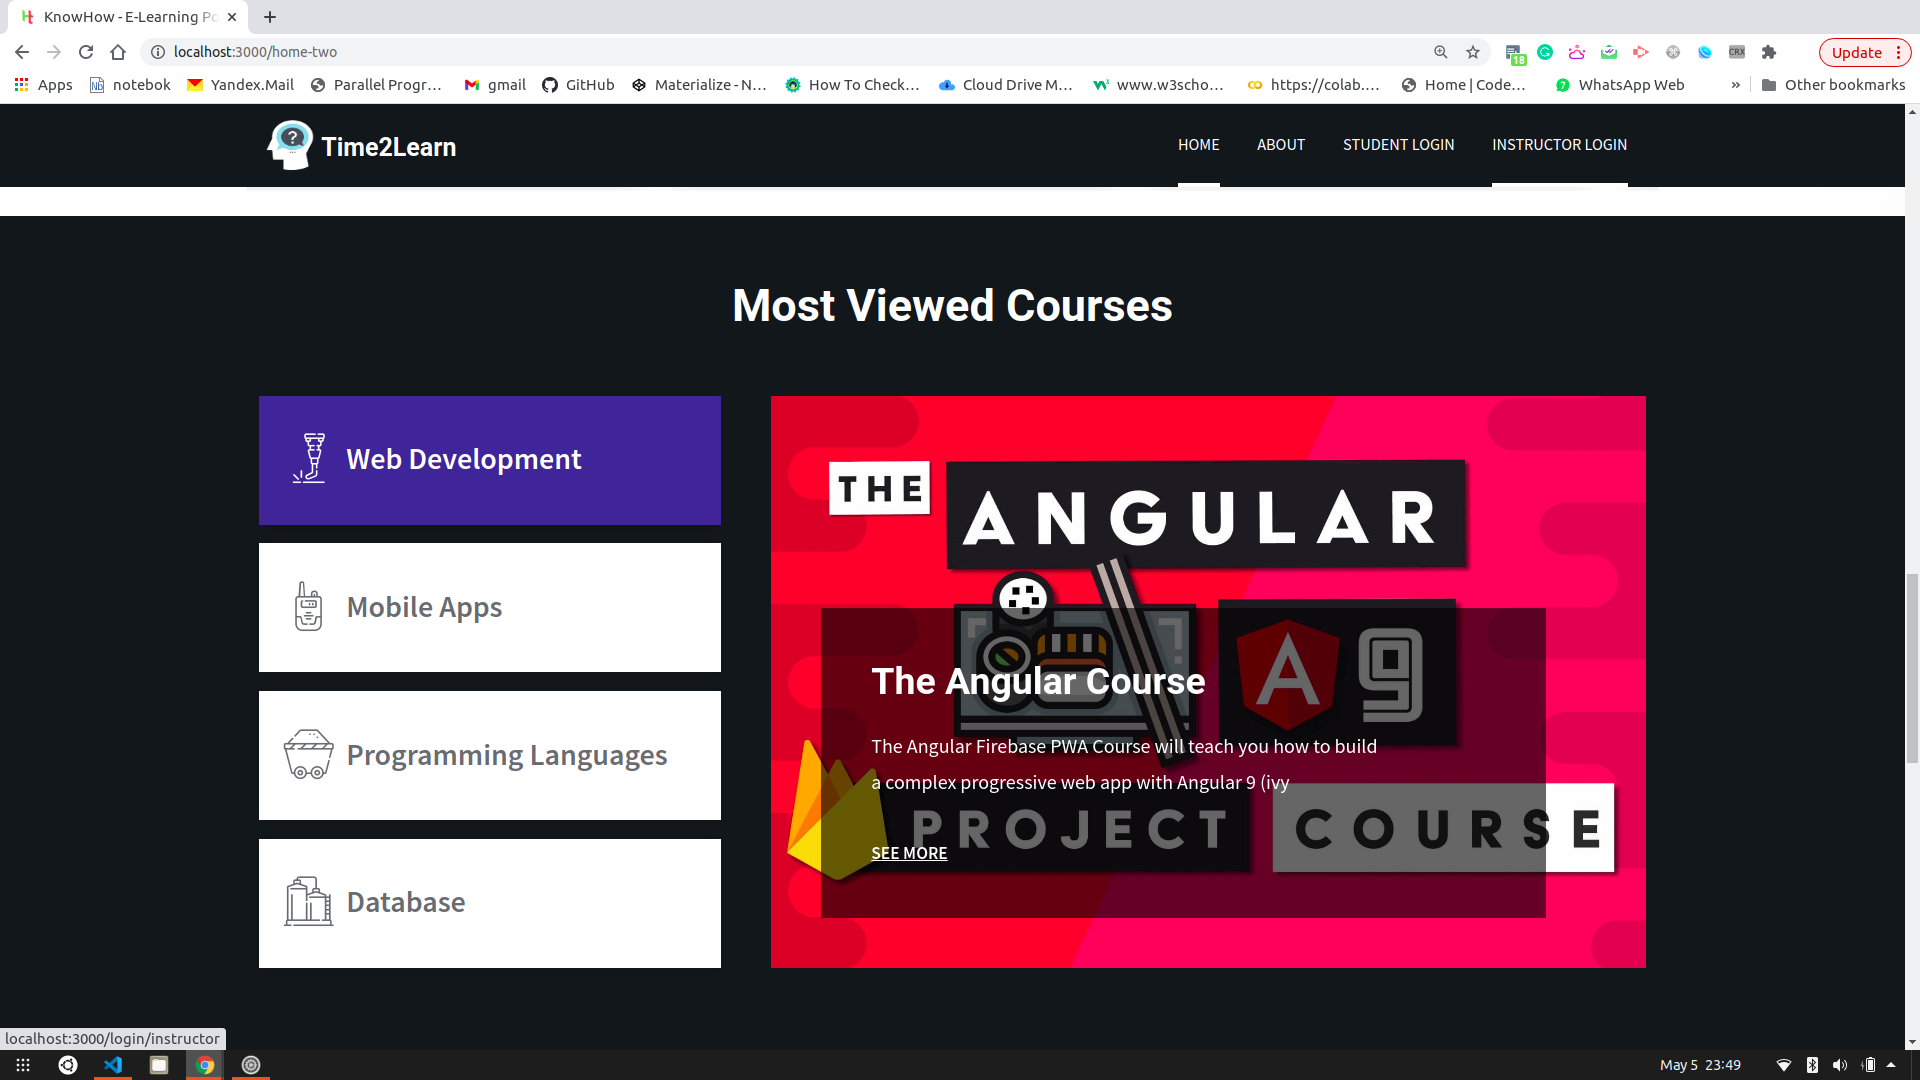 KnowHow - E-Learning Po
localhost:3000/home-two
18
CRX
Update
Apps
notebok
Yandex.Mail
Parallel Progr...
gmail
GitHub
Materialize - N...
How To Check...
Cloud Drive M...
www.w3scho...
https://colab....
Home | Code...
7
WhatsApp Web
»
Other bookmarks
?
Time2Learn
HOME
ABOUT
STUDENT LOGIN
INSTRUCTOR LOGIN
Most Viewed Courses
Web Development
Mobile Apps
Programming Languages
Database
THE
ANGULAR
A 9
The Angular Course
The Angular Firebase PWA Course will teach you how to build
a complex progressive web app with Angular 9 (ivy
PROJECT
COURSE
SEE MORE
localhost:3000/login/instructor
May 5 23:49